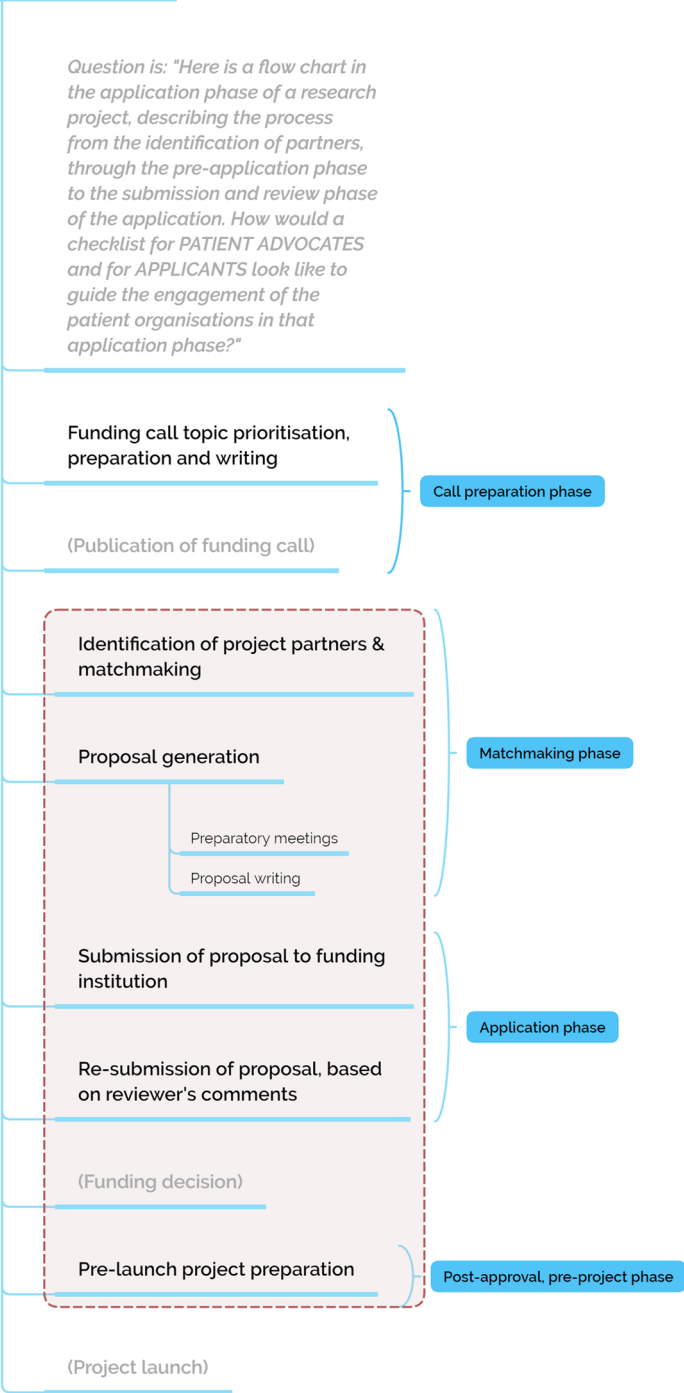 Question is: "Here is a flow chart in
the application phase of a research
project, describing the process
from the identification of partners,
through the pre-application phase
to the submission and review phase
of the application. How would a
checklist for PATIENT ADVOCATES
and for APPLICANTS look like to
guide the engagement of the
patient organisations in that
application phase?"
Funding call topic prioritisation,
preparation and writing
Call preparation phase
(Publication of funding call)
Identification of project partners &
matchmaking
Proposal generation
Matchmaking phase
Preparatory meetings
Proposal writing
Submission of proposal to funding
institution
Application phase
Re-submission of proposal, based
on reviewer's comments
(Funding decision)
Pre-launch project preparation
Post-approval, pre-project phase
(Project launch)